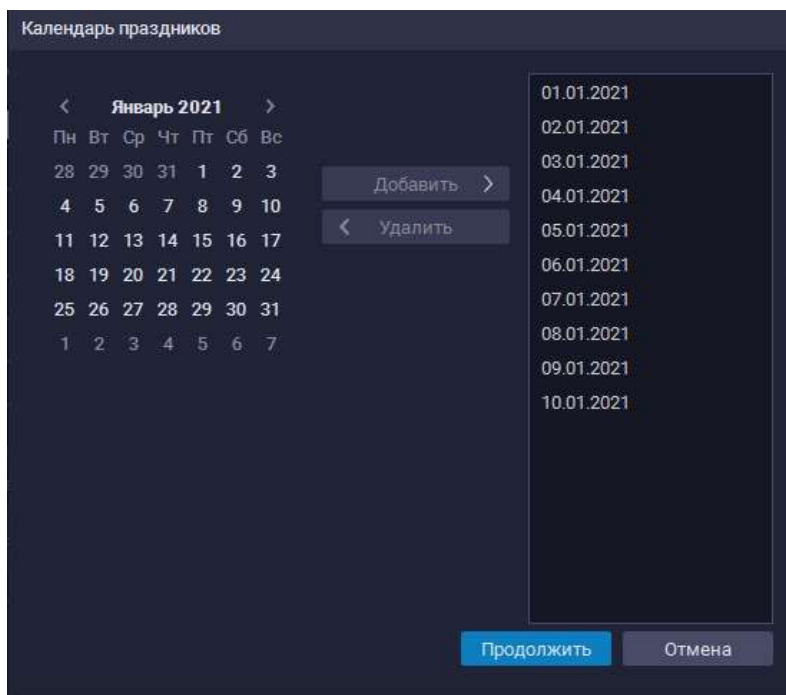 Календарь праздников
Январь 2021
Пн Вт Ср Чт Пт Сб Вс
28 29 30 31 1 2 3
4 5 6 7 8 9 10
11 12 13 14 15 16 17
18 19 20 21 22 23 24
25 26 27 28 29 30 31
1 2 3 4 5 6 7
Добавить
Удалить
01.01.2021
02.01.2021
03.01.2021
04.01.2021
05.01.2021
06.01.2021
07.01.2021
08.01.2021
09.01.2021
10.01.2021
Продолжить
Отмена